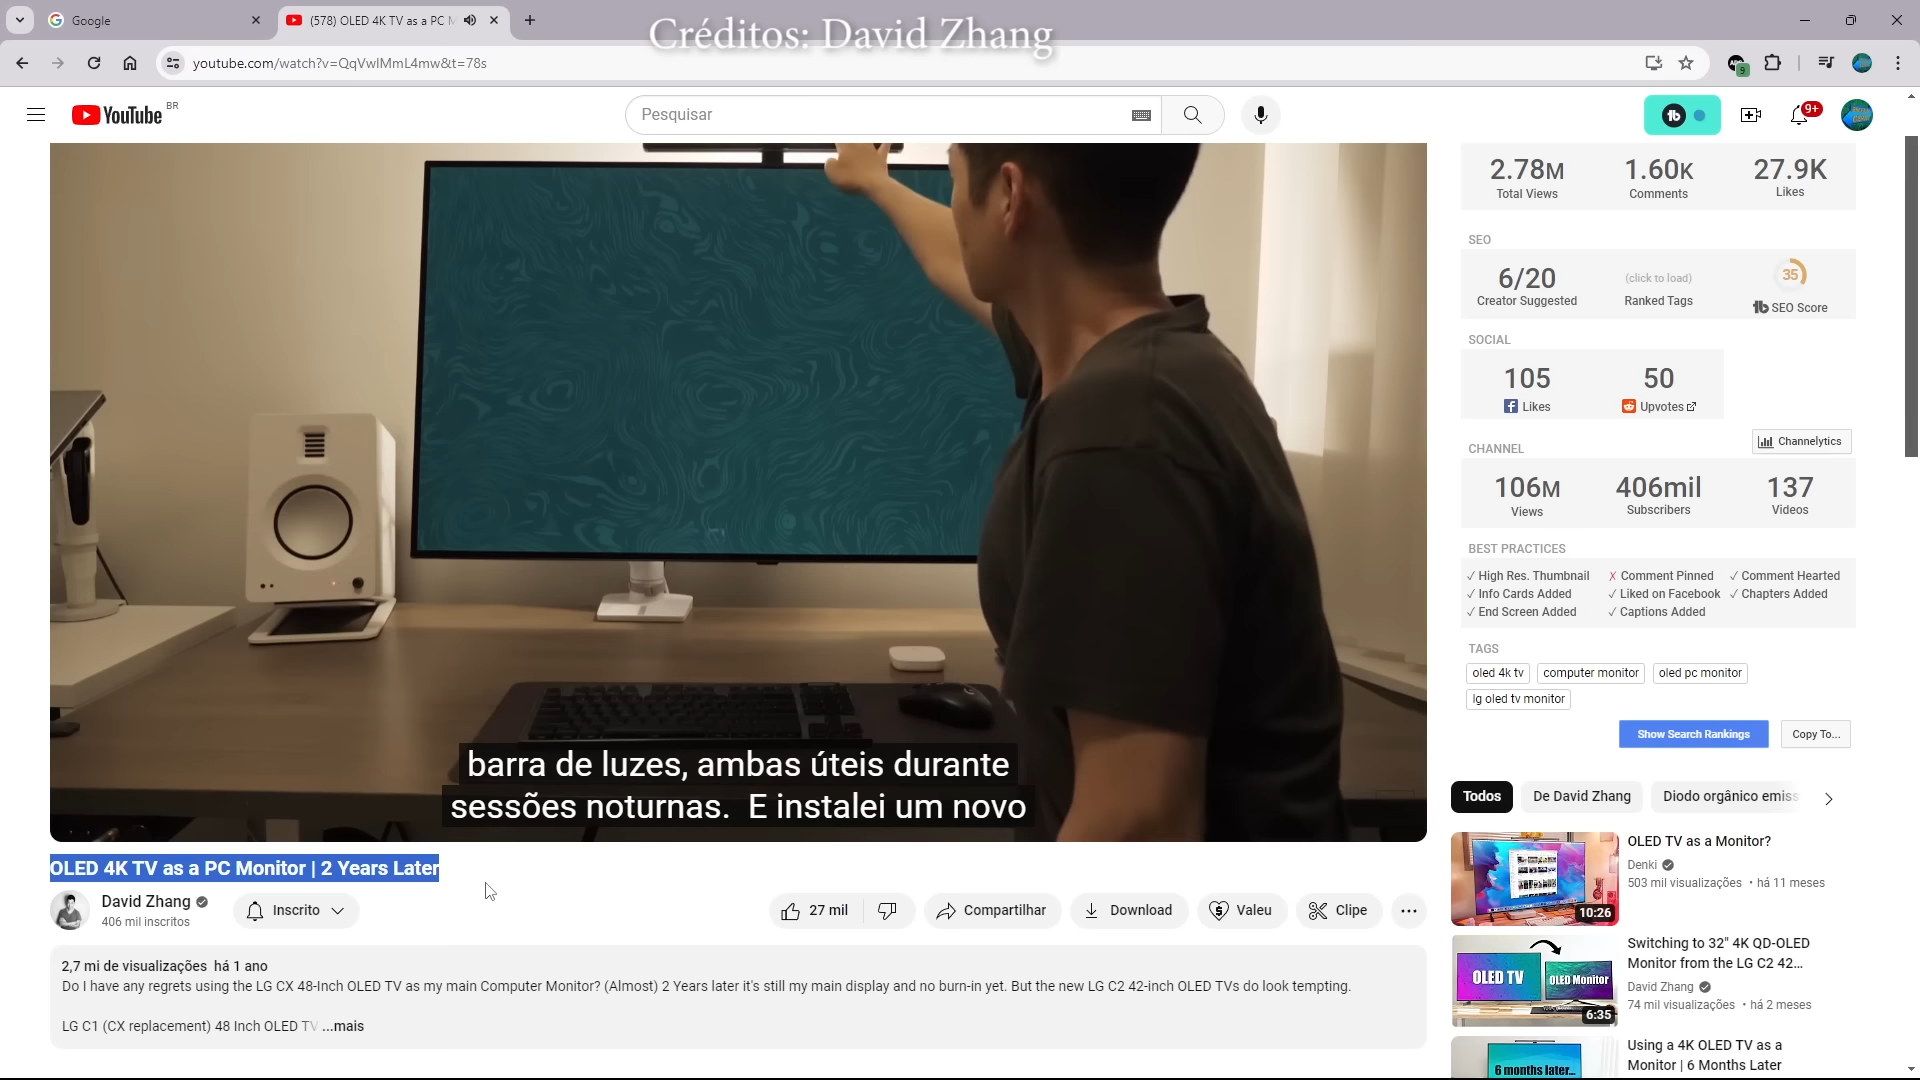 Google
(578) OLED 4K TV as a PC M
Créditos: David Zhang
youtube.com/watch?v=QqVwIMmL4mw&t=78s
9
YouTube BR
Pesquisar
tb
9+
2.78M 1.60K 27.9K
Total Views Comments Likes
SEO
6/20 (click to load) 35
Creator Suggested Ranked Tags tb SEO Score
SOCIAL
105 50
Likes Upvotes
Channelytics
CHANNEL
106M 406mil 137
Views Subscribers Videos
BEST PRACTICES
✓ High Res. Thumbnail X Comment Pinned ✓ Comment Hearted
✓ Info Cards Added ✓ Liked on Facebook ✓ Chapters Added
✓ End Screen Added ✓ Captions Added
TAGS
oled 4k tv computer monitor oled pc monitor
lg oled tv monitor
Show Search Rankings Copy To...
barra de luzes, ambas úteis durante
sessões noturnas. E instalei um novo
OLED 4K TV as a PC Monitor | 2 Years Later
David Zhang
406 mil inscritos
Inscrito
27 mil Compartilhar Download Valeu Clipe
2,7 mi de visualizações há 1 ano
Do I have any regrets using the LG CX 48-Inch OLED TV as my main Computer Monitor? (Almost) 2 Years later it's still my main display and no burn-in yet. But the new LG C2 42-inch OLED TVs do look tempting.
LG C1 (CX replacement) 48 Inch OLED TV ...mais
Todos De David Zhang Diodo orgânico emiss
OLED TV as a Monitor?
Denki
503 mil visualizações • há 11 meses
10:26
Switching to 32" 4K QD-OLED
Monitor from the LG C2 42...
David Zhang
74 mil visualizações • há 2 meses
OLED TV OLED Monitor
6:35
Using a 4K OLED TV as a
Monitor | 6 Months Later
6 months later...